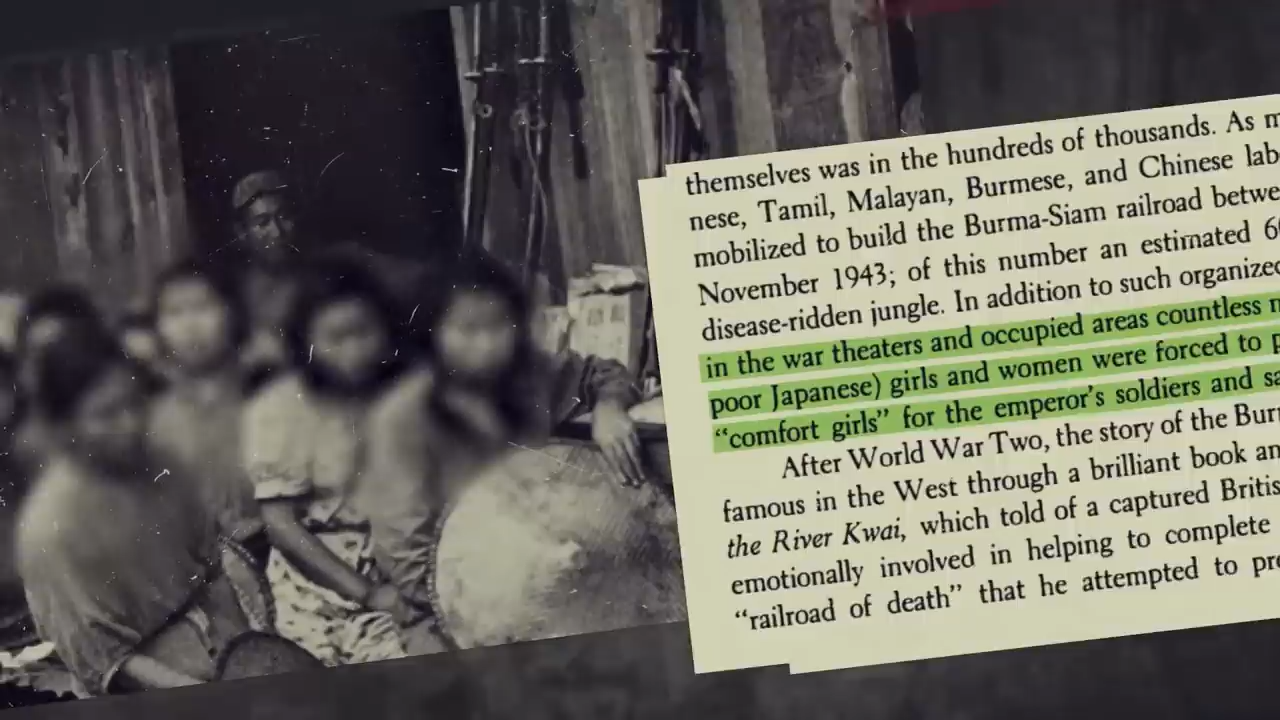 themselves was in the hundreds of thousands. As
nese, Tamil, Malayan, Burmese, and Chinese
mobilized to build the Burma-Siam railroad
November 1943; of this number an estimated
disease-ridden jungle. In addition to such organized
in the war theaters and occupied areas countless
poor Japanese) girls and women were forced to
“comfort girls” for the emperor’s soldiers and
After World War Two, the story of the
famous in the West through a brilliant book
the River Kwai, which told of a captured
emotionally involved in helping to complete
“railroad of death” that he attempted to